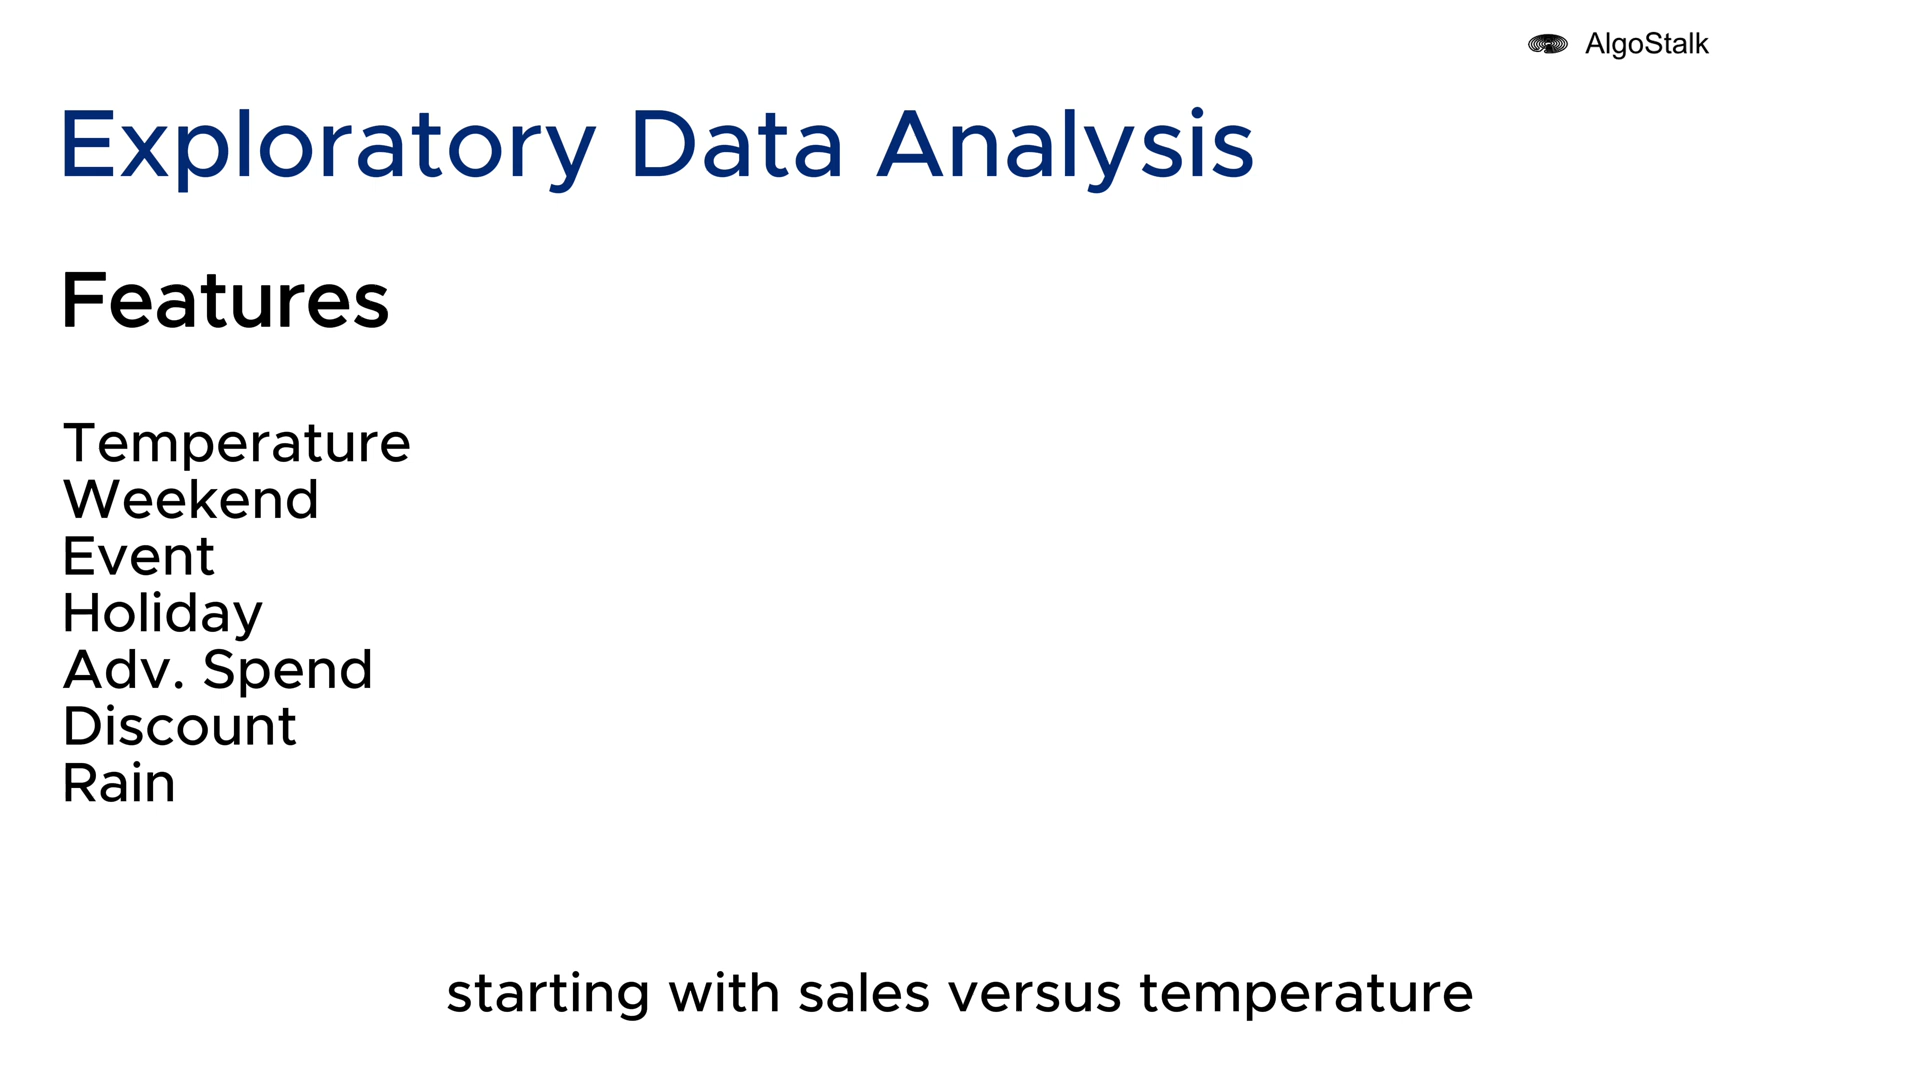 AlgoStalk
Exploratory Data Analysis
Features
Temperature
Weekend
Event
Holiday
Adv. Spend
Discount
Rain
starting with sales versus temperature